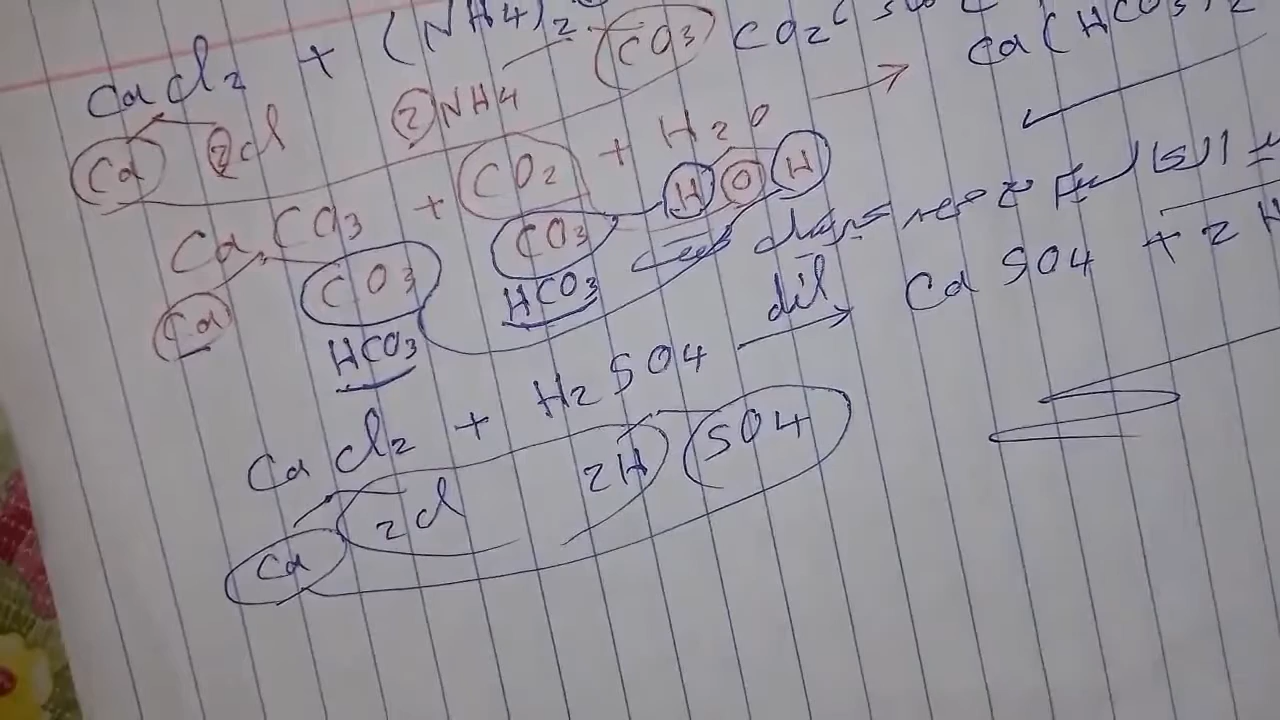 CaCl2 + (NH4)2 CO3 CO2
Ca 2Cl 2NH4 Ca(HCO3)2
CaCO3 + CO2 + H2O
Ca CO3 CO3 H O H
HCO3 HCO3
CaCl2 + H2SO4 dil CaSO4 + 2H
Ca 2Cl 2H SO4